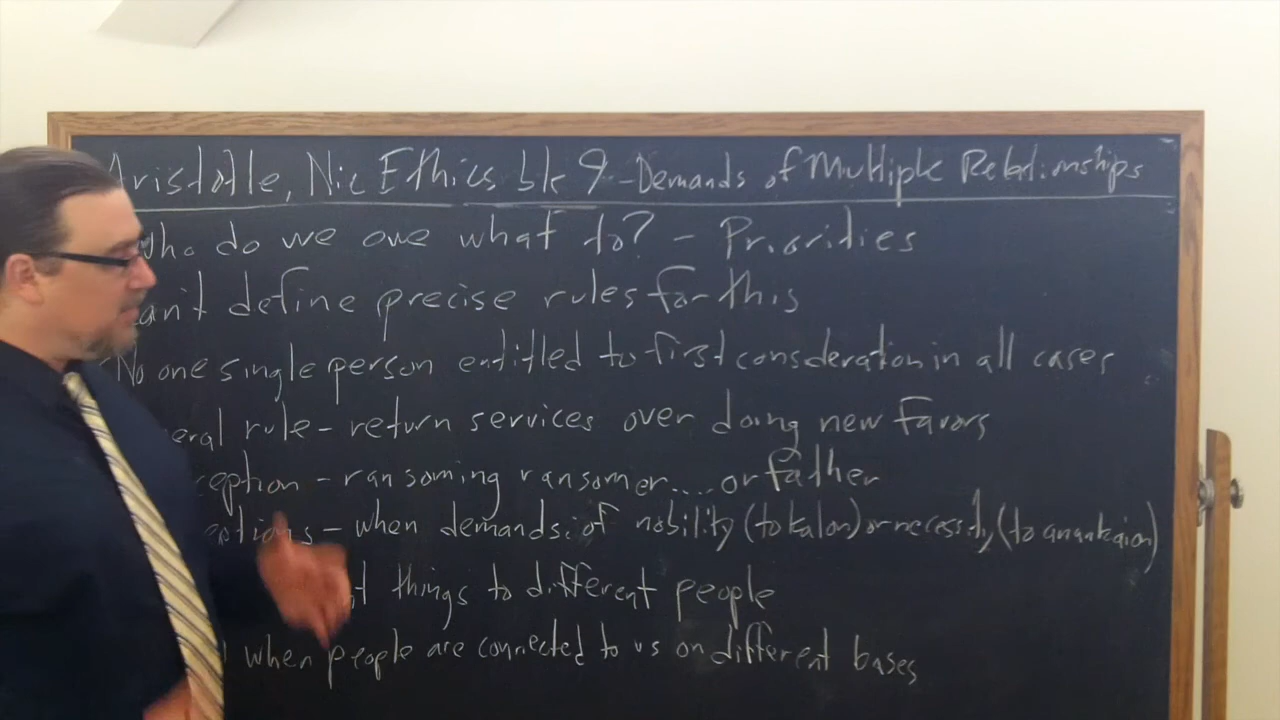 Aristotle, Nic Ethics bk 9 - Demands of Multiple Relationships
Who do we owe what to? - Priorities
an't define precise rules for this
No one single person entitled to first consideration in all cases
eral rule - return services over doing new favors
ception - ransoming ransomer.... or father
eptions - when demands of nobility (to kalon) or necessity (to anankaion)
things to different people
when people are connected to us on different bases